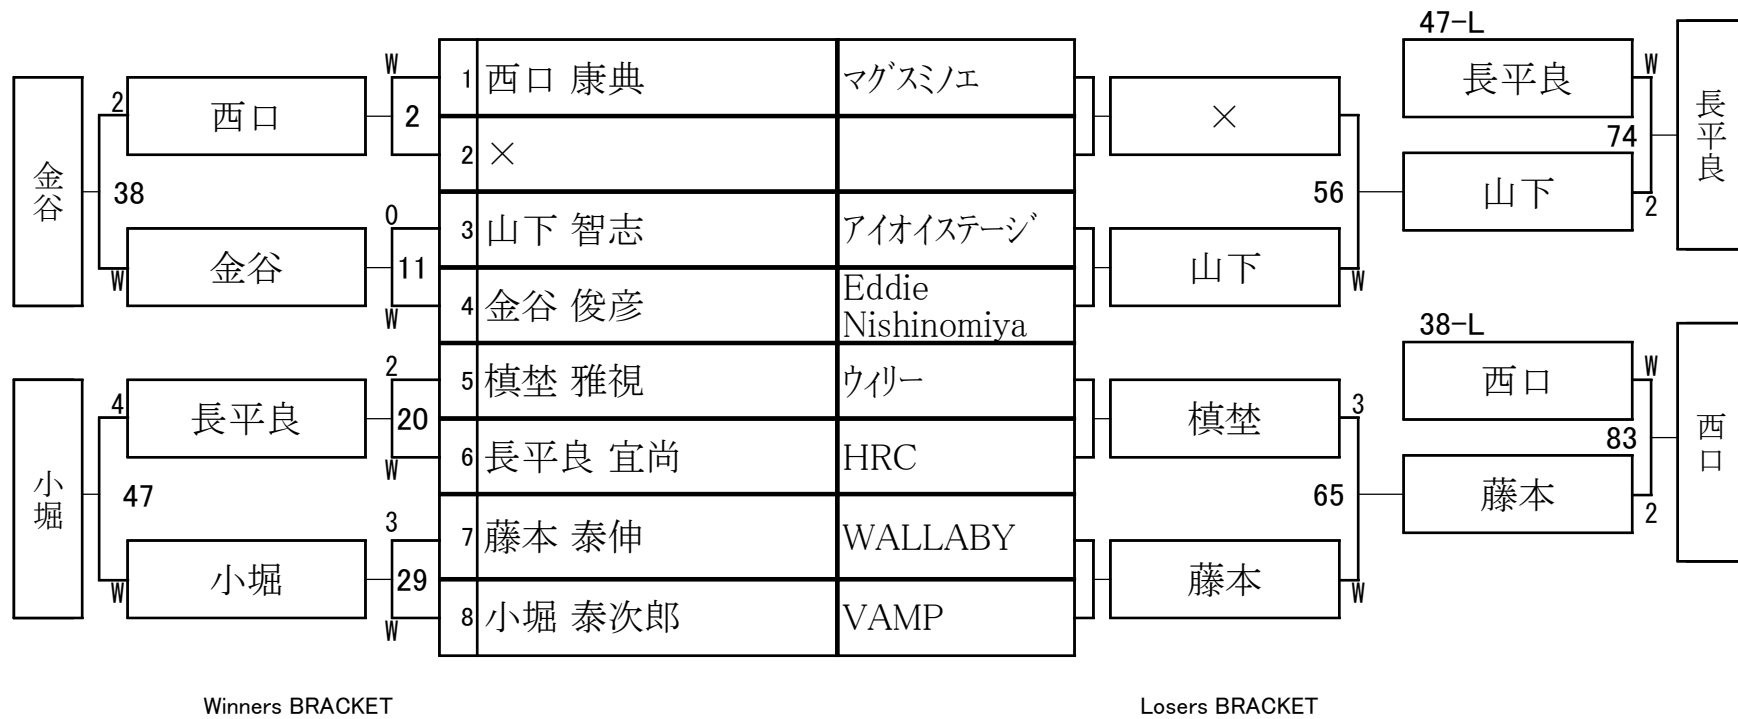 47-L
W 1 西口 康典 マグスミノエ 長平良 W
2 西口 2 ×
2 × 74 長平良
金谷 38 56 山下 2
0 3 山下 智志 アイオイステージ
金谷 11 山下
W 4 金谷 俊彦 Eddie W
W Nishinomiya
38-L
2 5 槙埜 雅視 ウィリー 西口 W
4 長平良 20 槙埜 3
W 6 長平良 宜尚 HRC 83 西口
小堀 47 65 藤本 2
3 7 藤本 泰伸 WALLABY
W 小堀 29 藤本 W
W 8 小堀 泰次郎 VAMP
Winners BRACKET Losers BRACKET